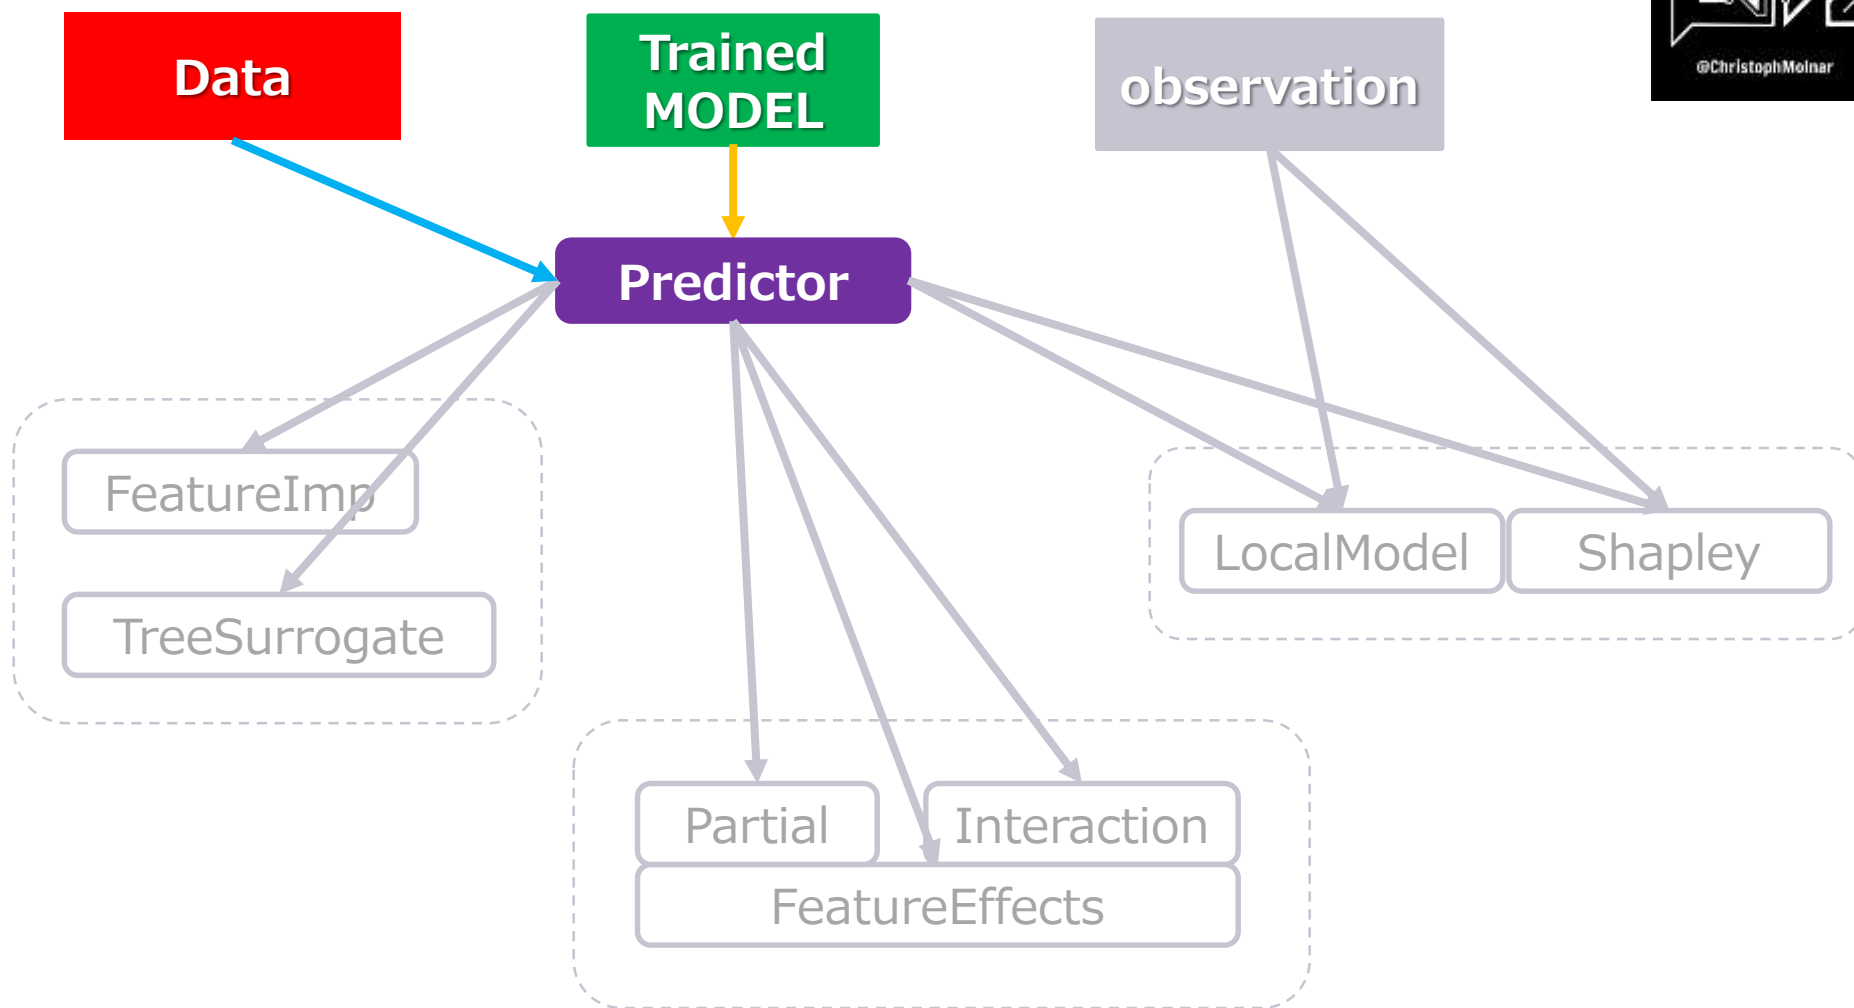 Data
Trained
MODEL
observation
@ChristophMolnar
Predictor
FeatureImp
TreeSurrogate
LocalModel
Shapley
Partial
Interaction
FeatureEffects